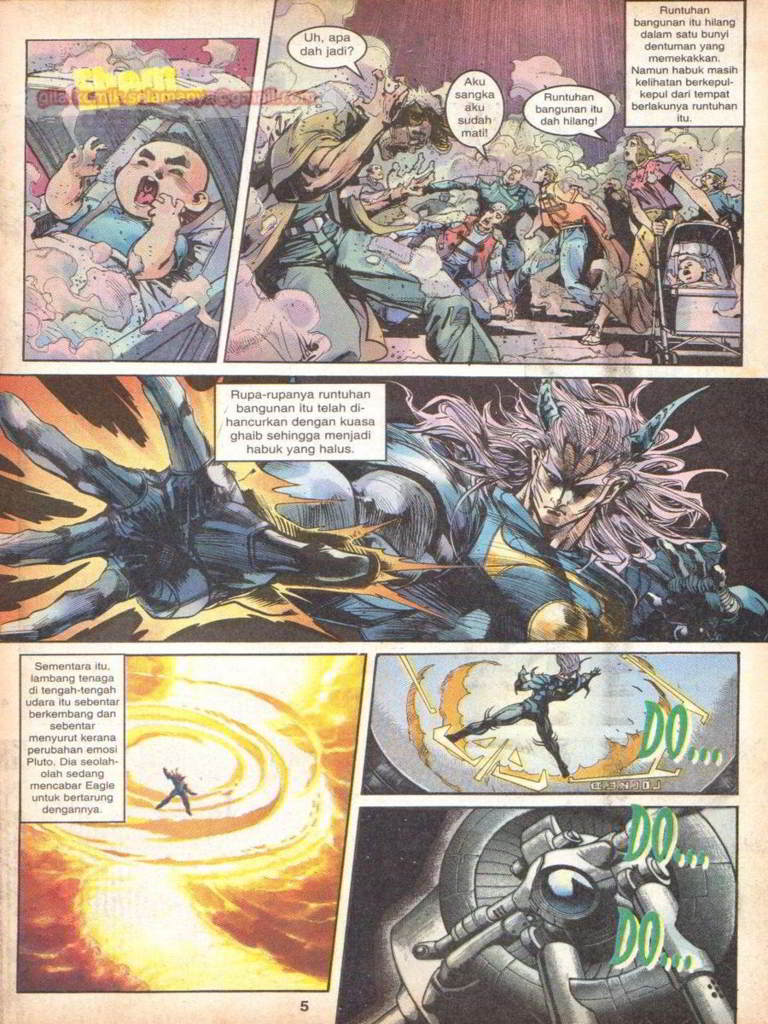 Uh, apa
dah jadi?
Aku
sangka
aku
sudah
mati!
Runtuhan
bangunan itu
dah hilang!
Runtuhan
bangunan itu hilang
dalam satu bunyi
dentuman yang
memekakkan.
Namun habuk masih
kelihatan berkepul-
kepul dari tempat
berlakunya runtuhan
itu.
Rupa-rupanya runtuhan
bangunan itu telah di-
hancurkan dengan kuasa
ghaib sehingga menjadi
habuk yang halus.
Sementara itu,
lambang tenaga
di tengah-tengah
udara itu sebentar
berkembang dan
sebentar
menyurut kerana
perubahan emosi
Pluto. Dia seolah-
olah sedang
mencabar Eagle
untuk bertarung
dengannya.
DO...
DO...
DO...
5